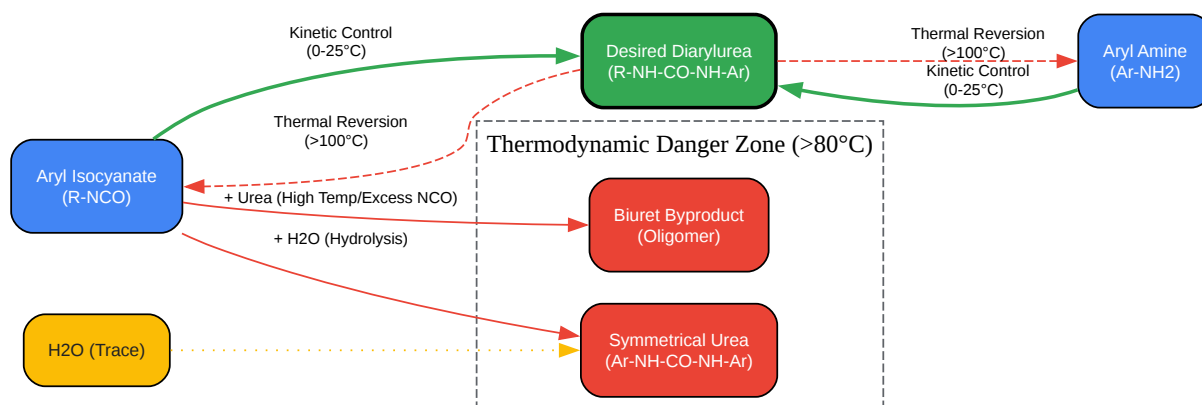 Kinetic Control
(0-25°C)
Desired Diarylurea
(R-NH-CO-NH-Ar)
Thermal Reversion
(>100°C)
Kinetic Control
(0-25°C)
Aryl Amine
(Ar-NH2)
Thermal Reversion
(>100°C)
Thermodynamic Danger Zone (>80°C)
Aryl Isocyanate
(R-NCO)
+ Urea (High Temp/Excess NCO)
Biuret Byproduct
(Oligomer)
+ H2O (Hydrolysis)
H2O (Trace)
Symmetrical Urea
(Ar-NH-CO-NH-Ar)